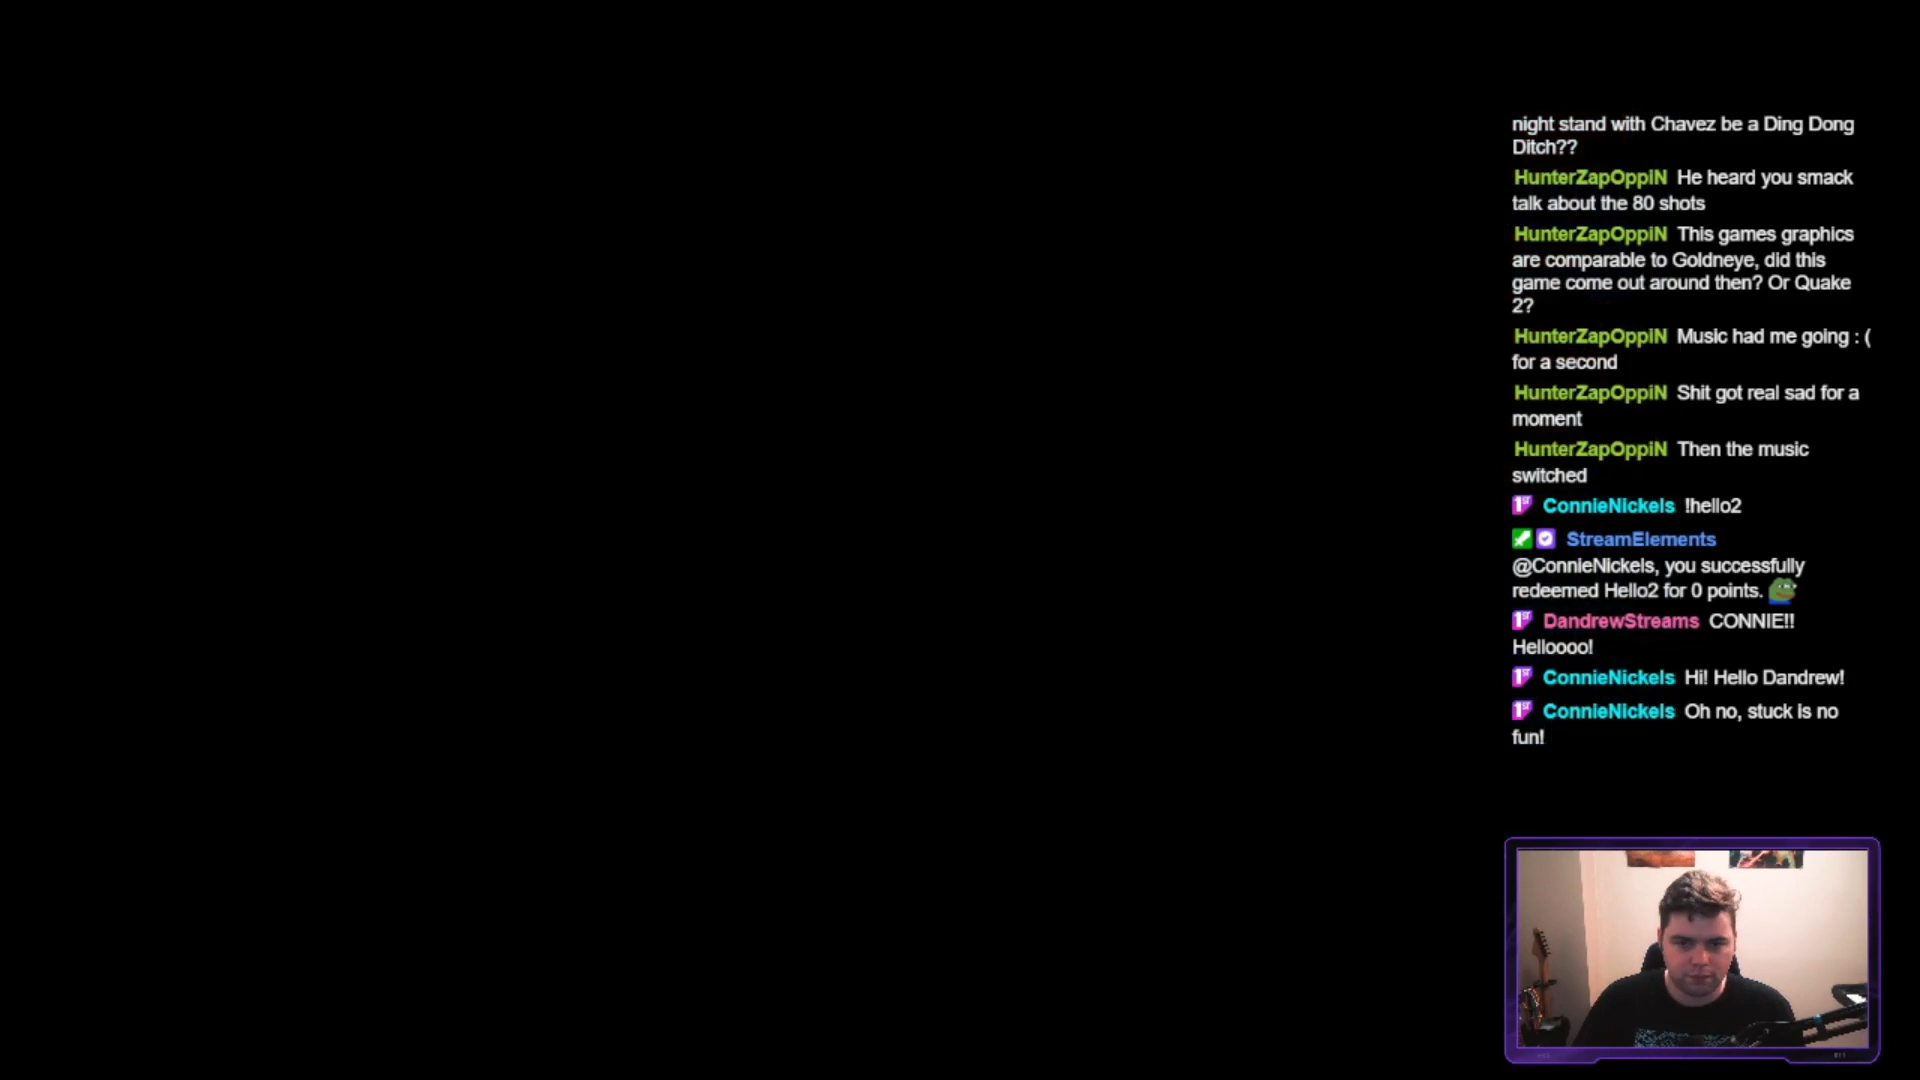 night stand with Chavez be a Ding Dong
Ditch??
HunterZapOppiN He heard you smack
talk about the 80 shots
HunterZapOppiN This games graphics
are comparable to Goldneye, did this
game come out around then? Or Quake
2?
HunterZapOppiN Music had me going : (
for a second
HunterZapOppiN Shit got real sad for a
moment
HunterZapOppiN Then the music
switched
1ST ConnieNickels !hello2
StreamElements
@ConnieNickels, you successfully
redeemed Hello2 for 0 points.
1ST DandrewStreams CONNIE!!
Helloooo!
1ST ConnieNickels Hi! Hello Dandrew!
1ST ConnieNickels Oh no, stuck is no
fun!